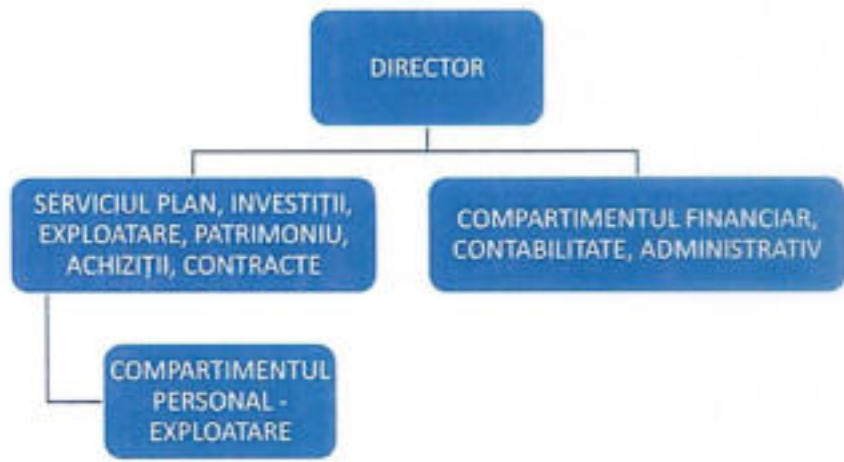 DIRECTOR
SERVICIUL PLAN, INVESTIȚII,
EXPLOATARE, PATRIMONIU,
ACHIZIȚII, CONTRACTE
COMPARTIMENTUL FINANCIAR,
CONTABILITATE, ADMINISTRATIV
COMPARTIMENTUL
PERSONAL -
EXPLOATARE